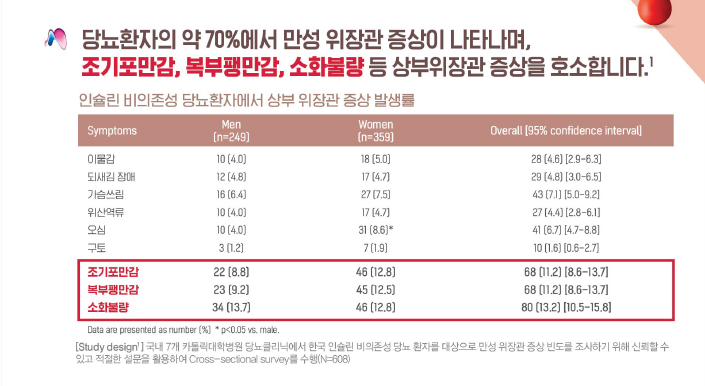 당뇨환자의 약 70%에서 만성 위장관 증상이 나타나며,
조기포만감, 복부팽만감, 소화불량 등 상부위장관 증상을 호소합니다.1
인슐린 비의존성 당뇨환자에서 상부 위장관 증상 발생률
Symptoms Men (n=249) Women (n=359) Overall [95% confidence interval]
이물감 10 (4.0) 18 (5.0) 28 (4.6) [2.9-6.3]
되새김 장애 12 (4.8) 17 (4.7) 29 (4.8) [3.0-6.5]
가슴쓰림 16 (6.4) 27 (7.5) 43 (7.1) [5.0-9.2]
위산역류 10 (4.0) 17 (4.7) 27 (4.4) [2.8-6.1]
오심 10 (4.0) 31 (8.6)* 41 (6.7) [4.7-8.8]
구토 3 (1.2) 7 (1.9) 10 (1.6) [0.6-2.7]
조기포만감 22 (8.8) 46 (12.8) 68 (11.2) [8.6-13.7]
복부팽만감 23 (9.2) 45 (12.5) 68 (11.2) [8.6-13.7]
소화불량 34 (13.7) 46 (12.8) 80 (13.2) [10.5-15.8]
Data are presented as number (%) * p<0.05 vs. male.
[Study design1] 국내 7개 카톨릭대학병원 당뇨클리닉에서 한국 인슐린 비의존성 당뇨 환자를 대상으로 만성 위장관 증상 빈도를 조사하기 위해 신뢰할 수
있고 적절한 설문을 활용하여 Cross-sectional survey를 수행(N=608)